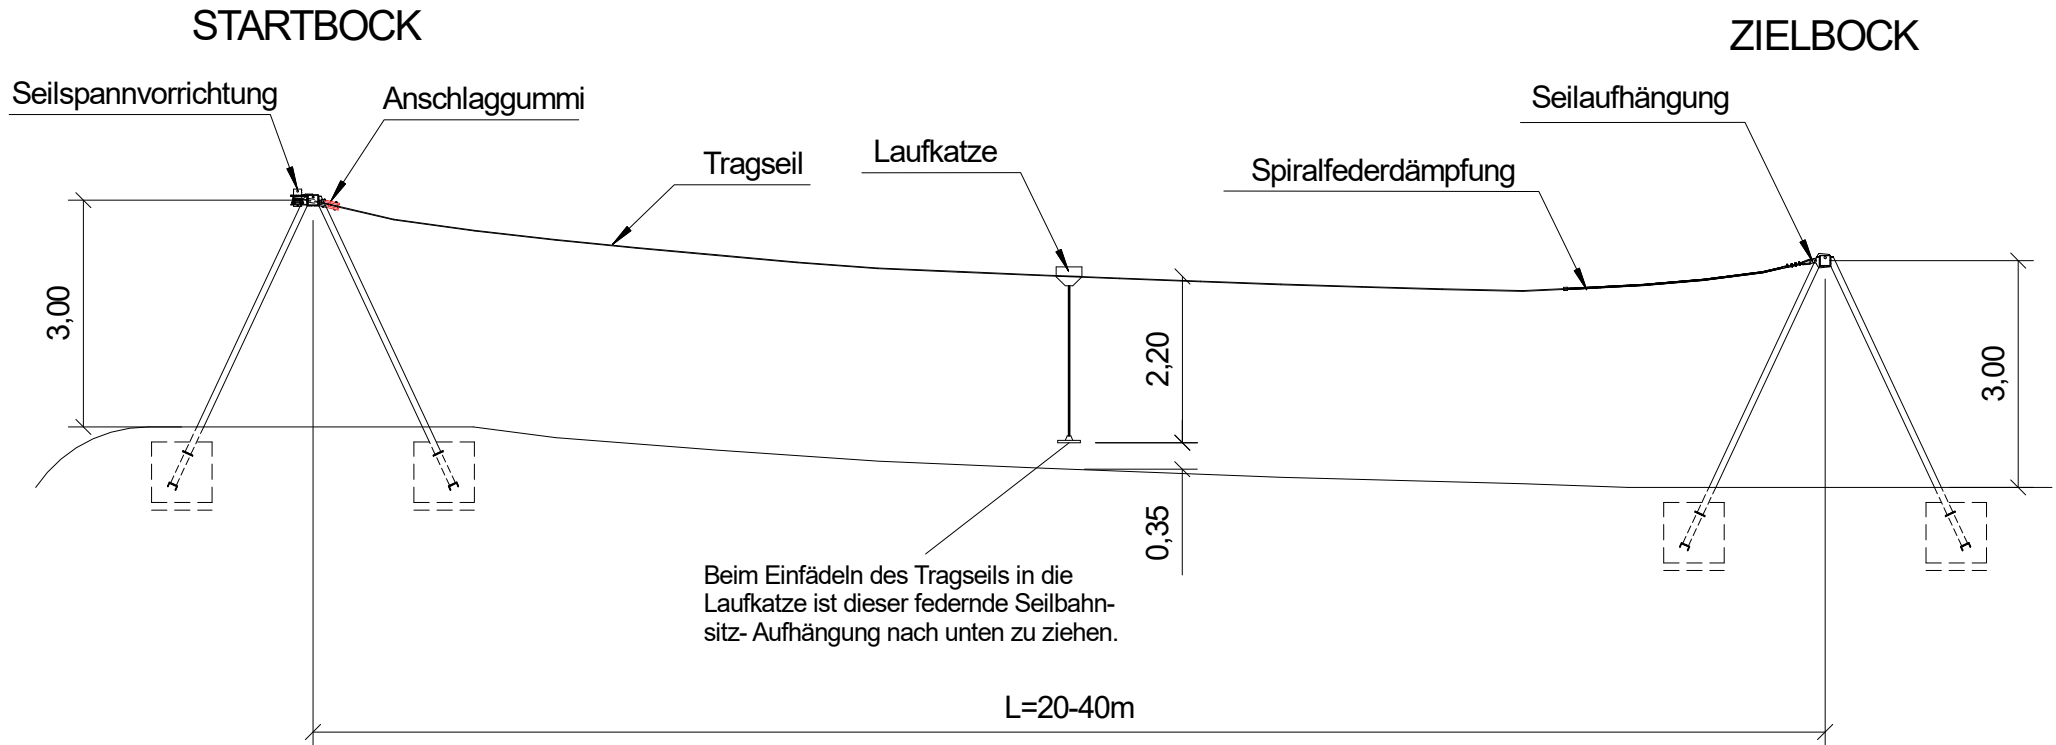 STARTBOCK
ZIELBOCK
Seilspannvorrichtung
Anschlaggummi
Seilaufhängung
Tragseil
Laufkatze
Spiralfederdämpfung
3,00
2,20
3,00
0,35
Beim Einfädeln des Tragseils in die
Laufkatze ist dieser federnde Seilbahn-
sitz- Aufhängung nach unten zu ziehen.
L=20-40m